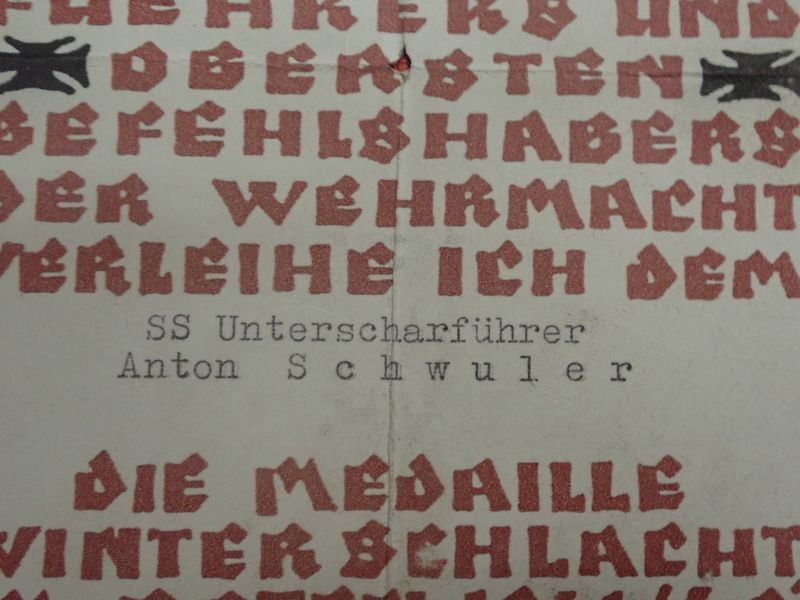 FUEHRERS UND
OBERSTEN
BEFEHLSHABERS
DER WEHRMACHT
VERLEIHE ICH DEM
SS Unterscharführer
Anton Schwuler
DIE MEDAILLE
WINTERSCHLACHT